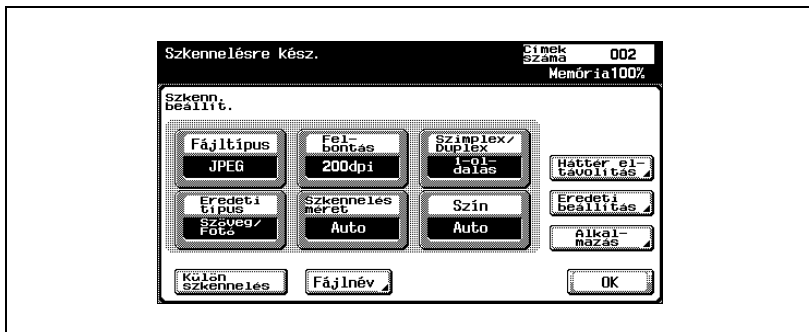 Szkennelésre kész.
Címek
száma
002
Memória100%
Szkenn.
beállít.
Fájltípus
JPEG
Fel-
bontás
200dpi
Szimplex/
Duplex
1-ol-
dalas
Háttér el-
távolítás
Eredeti
típus
Szöveg/
Fotó
Szkennelés
méret
Auto
Szín
Auto
Eredeti
beállítás
Alkal-
mazás
Külön
szkennelés
Fájlnév
OK